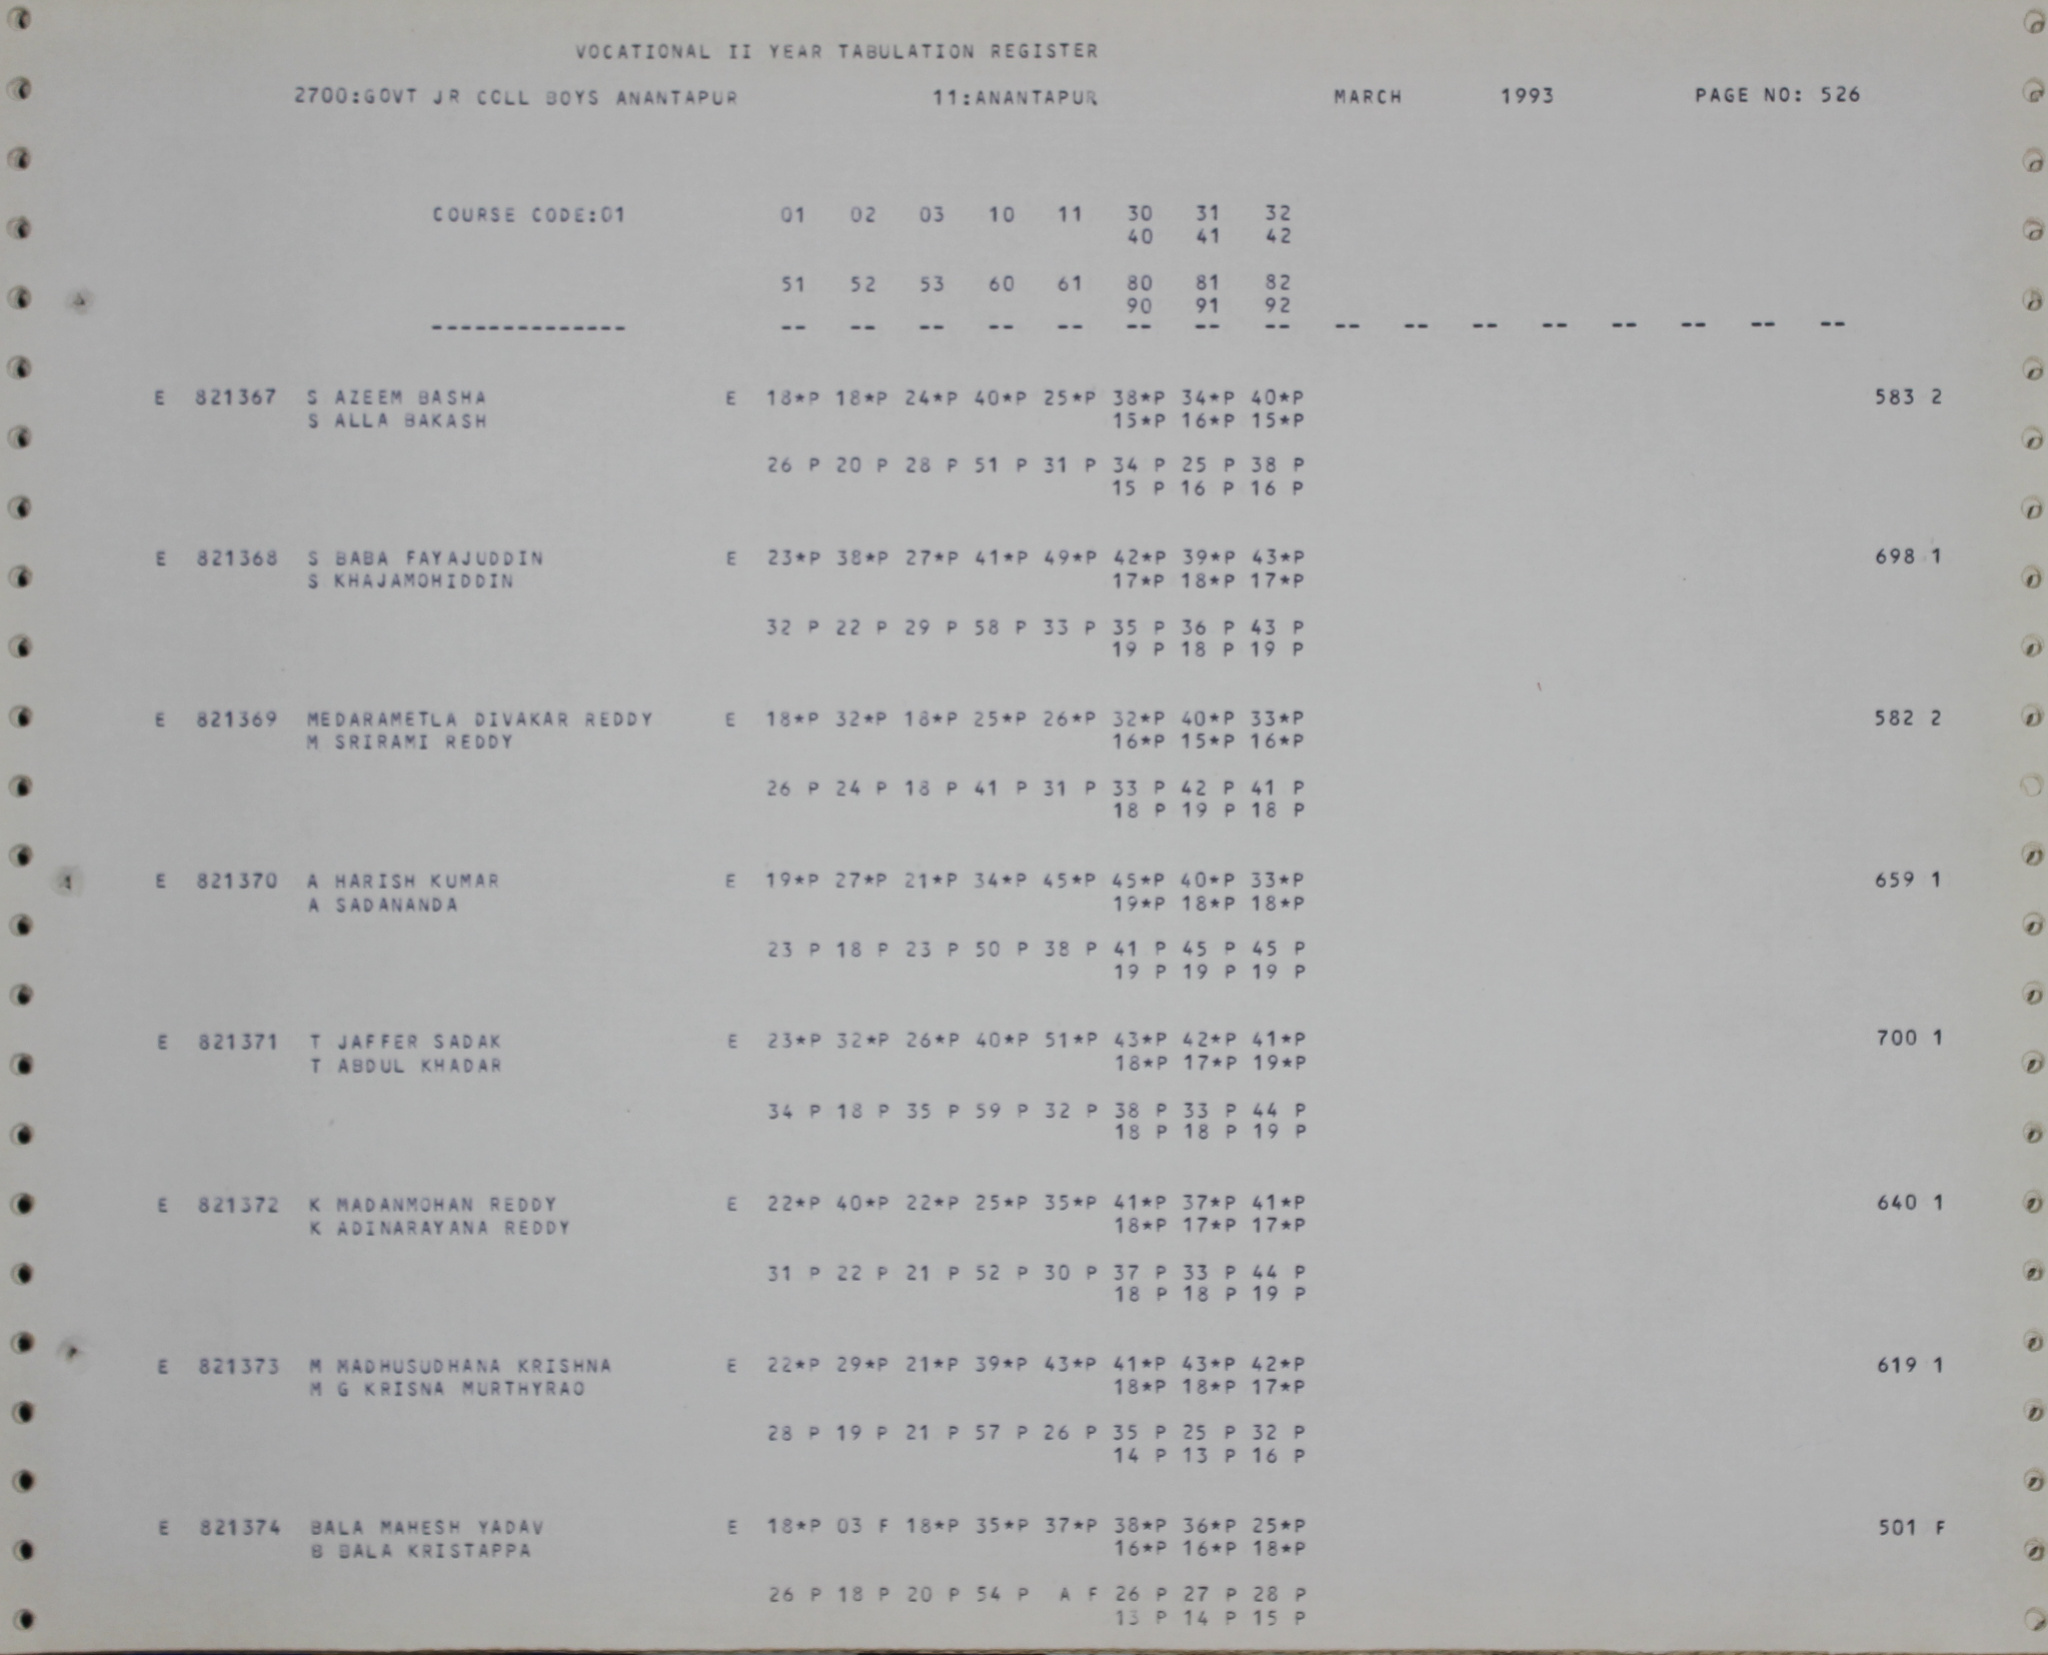 VOCATIONAL II YEAR TABULATION REGISTER
2700:GOVT JR COLL BOYS ANANTAPUR 11:ANANTAPUR MARCH 1993 PAGE NO: 526
COURSE CODE:01 01 02 03 10 11 30 31 32
40 41 42
51 52 53 60 61 80 81 82
90 91 92
-------------- -- -- -- -- -- -- -- -- -- -- -- -- -- -- -- --
E 821367 S AZEEM BASHA E 18*P 18*P 24*P 40*P 25*P 38*P 34*P 40*P 583 2
S ALLA BAKASH 15*P 16*P 15*P
26 P 20 P 28 P 51 P 31 P 34 P 25 P 38 P
15 P 16 P 16 P
E 821368 S BABA FAYAJUDDIN E 23*P 38*P 27*P 41*P 49*P 42*P 39*P 43*P 698 1
S KHAJAMOHIDDIN 17*P 18*P 17*P
32 P 22 P 29 P 58 P 33 P 35 P 36 P 43 P
19 P 18 P 19 P
E 821369 MEDARAMETLA DIVAKAR REDDY E 18*P 32*P 18*P 25*P 26*P 32*P 40*P 33*P 582 2
M SRIRAMI REDDY 16*P 15*P 16*P
26 P 24 P 18 P 41 P 31 P 33 P 42 P 41 P
18 P 19 P 18 P
E 821370 A HARISH KUMAR E 19*P 27*P 21*P 34*P 45*P 45*P 40*P 33*P 659 1
A SADANANDA 19*P 18*P 18*P
23 P 18 P 23 P 50 P 38 P 41 P 45 P 45 P
19 P 19 P 19 P
E 821371 T JAFFER SADAK E 23*P 32*P 26*P 40*P 51*P 43*P 42*P 41*P 700 1
T ABDUL KHADAR 18*P 17*P 19*P
34 P 18 P 35 P 59 P 32 P 38 P 33 P 44 P
18 P 18 P 19 P
E 821372 K MADANMOHAN REDDY E 22*P 40*P 22*P 25*P 35*P 41*P 37*P 41*P 640 1
K ADINARAYANA REDDY 18*P 17*P 17*P
31 P 22 P 21 P 52 P 30 P 37 P 33 P 44 P
18 P 18 P 19 P
E 821373 M MADHUSUDHANA KRISHNA E 22*P 29*P 21*P 39*P 43*P 41*P 43*P 42*P 619 1
M G KRISNA MURTHYRAO 18*P 18*P 17*P
28 P 19 P 21 P 57 P 26 P 35 P 25 P 32 P
14 P 13 P 16 P
E 821374 BALA MAHESH YADAV E 18*P 03 F 18*P 35*P 37*P 38*P 36*P 25*P 501 F
B BALA KRISTAPPA 16*P 16*P 18*P
26 P 18 P 20 P 54 P A F 26 P 27 P 28 P
13 P 14 P 15 P